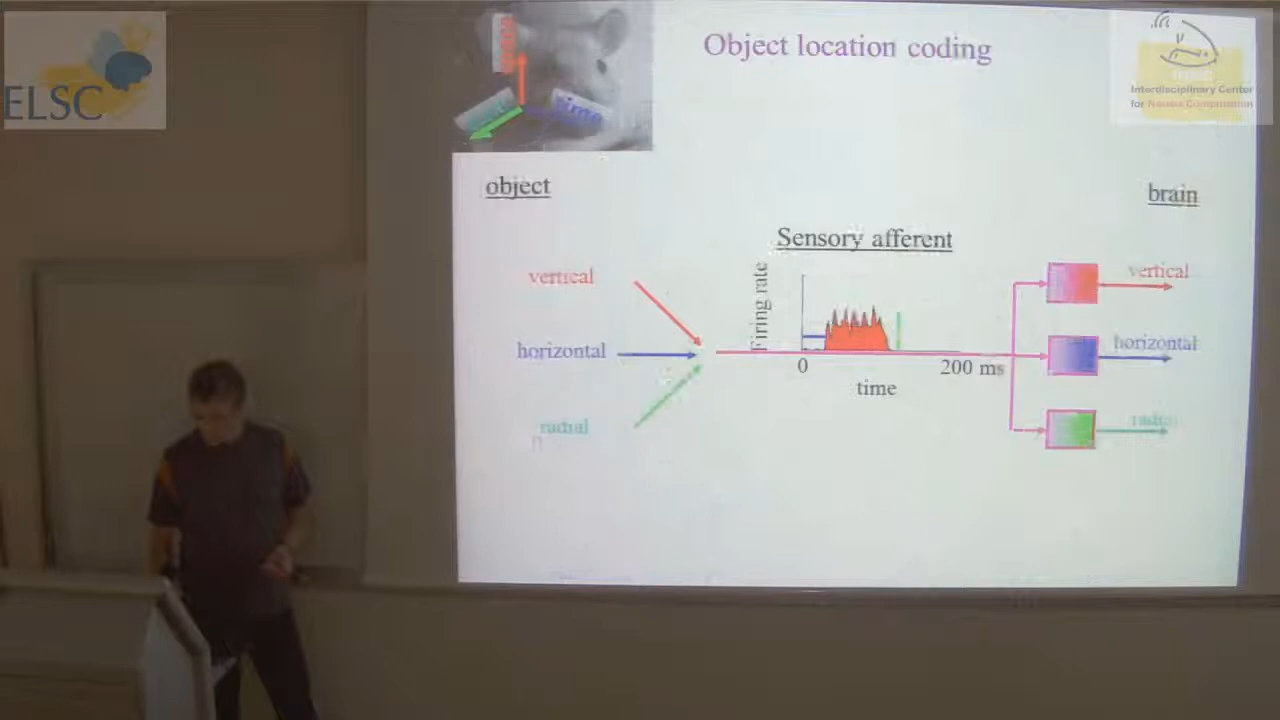 ELSC
Object location coding
Interdisciplinary Center
for Neural Computation
object
brain
Sensory afferent
vertical
horizontal
radial
Firing rate
0
200 ms
time
vertical
horizontal